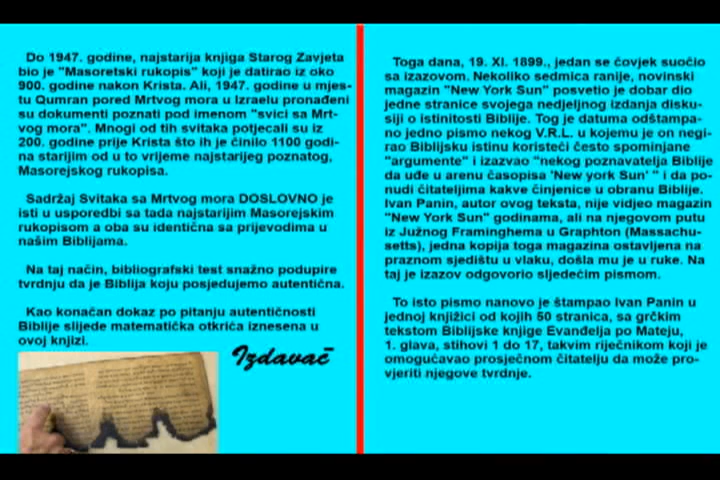 Do 1947. godine, najstarija knjiga Starog Zavjeta
bio je "Masoretski rukopis" koji je datirao iz oko
900. godine nakon Krista. Ali, 1947. godine u mjes-
tu Qumran pored Mrtvog mora u Izraelu pronađeni
su dokumenti poznati pod imenom "svici sa Mrt-
vog mora". Mnogi od tih svitaka potjecali su iz
200. godine prije Krista što ih je činilo 1100 godi-
na starijim od u to vrijeme najstarijeg poznatog,
Masorejskog rukopisa.
Sadržaj Svitaka sa Mrtvog mora DOSLOVNO je
isti u usporedbi sa tada najstarijim Masorejskim
rukopisom a oba su identična sa prijevodima u
našim Biblijama.
Na taj način, bibliografski test snažno podupire
tvrdnju da je Biblija koju posjedujemo autentična.
Kao konačan dokaz po pitanju autentičnosti
Biblije slijede matematička otkrića iznesena u
ovoj knjizi.
Izdavač
Toga dana, 19. XI. 1899., jedan se čovjek suočio
sa izazovom. Nekoliko sedmica ranije, novinski
magazin "New York Sun" posvetio je dobar dio
jedne stranice svojega nedjeljnog izdanja disku-
siji o istinitosti Biblije. Tog je datuma odštampa-
no jedno pismo nekog V.R.L. u kojemu je on negi-
rao Biblijsku istinu koristeći često spominjane
"argumente" i izazvao "nekog poznavatelja Biblije
da uđe u arenu časopisa 'New york Sun' " i da po-
nudi čitateljima kakve činjenice u obranu Biblije.
Ivan Panin, autor ovog teksta, nije vidjeo magazin
"New York Sun" godinama, ali na njegovom putu
iz Južnog Framinghema u Graphton (Massachu-
setts), jedna kopija toga magazina ostavljena na
praznom sjedištu u vlaku, došla mu je u ruke. Na
taj je izazov odgovorio sljedećim pismom.
To isto pismo nanovo je štampao Ivan Panin u
jednoj knjižici od kojih 50 stranica, sa grčkim
tekstom Biblijske knjige Evanđelja po Mateju,
1. glava, stihovi 1 do 17, takvim riječnikom koji je
omogućavao prosječnom čitatelju da može pro-
vjeriti njegove tvrdnje.